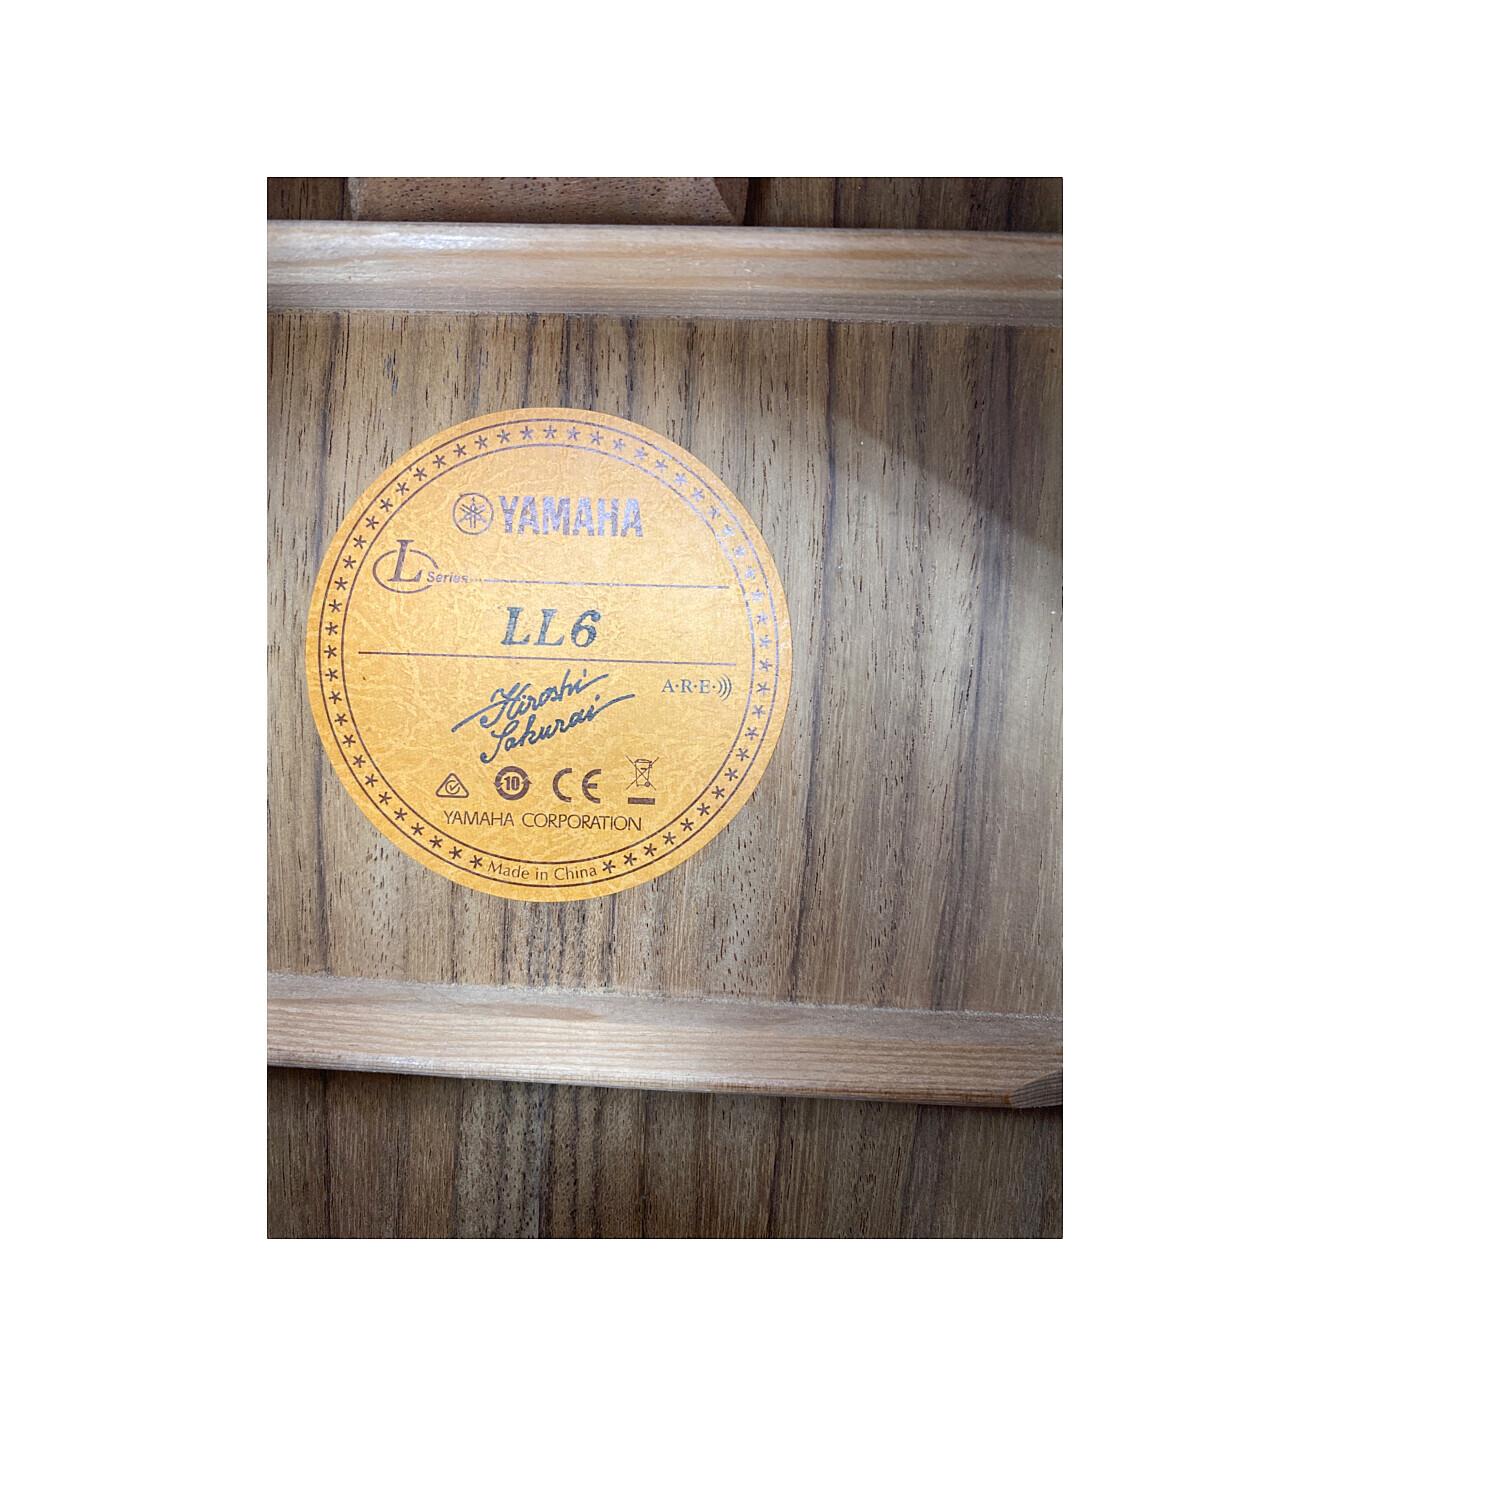 YAMAHA
L Series
LL6
Hiroshi
Sakurai
A·R·E
10
CE
YAMAHA CORPORATION
Made in China